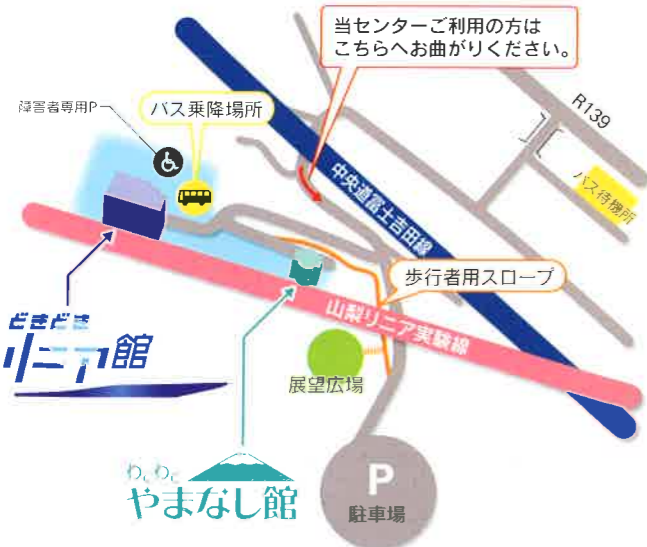 当センターご利用の方は
こちらへお曲がりください。
R139
障害者専用P
バス乗降場所
中央道富士吉田線
バス待機所
歩行者用スロープ
山梨リニア実験線
どきどき
リニア館
展望広場
わくわく
やまなし館
P
駐車場